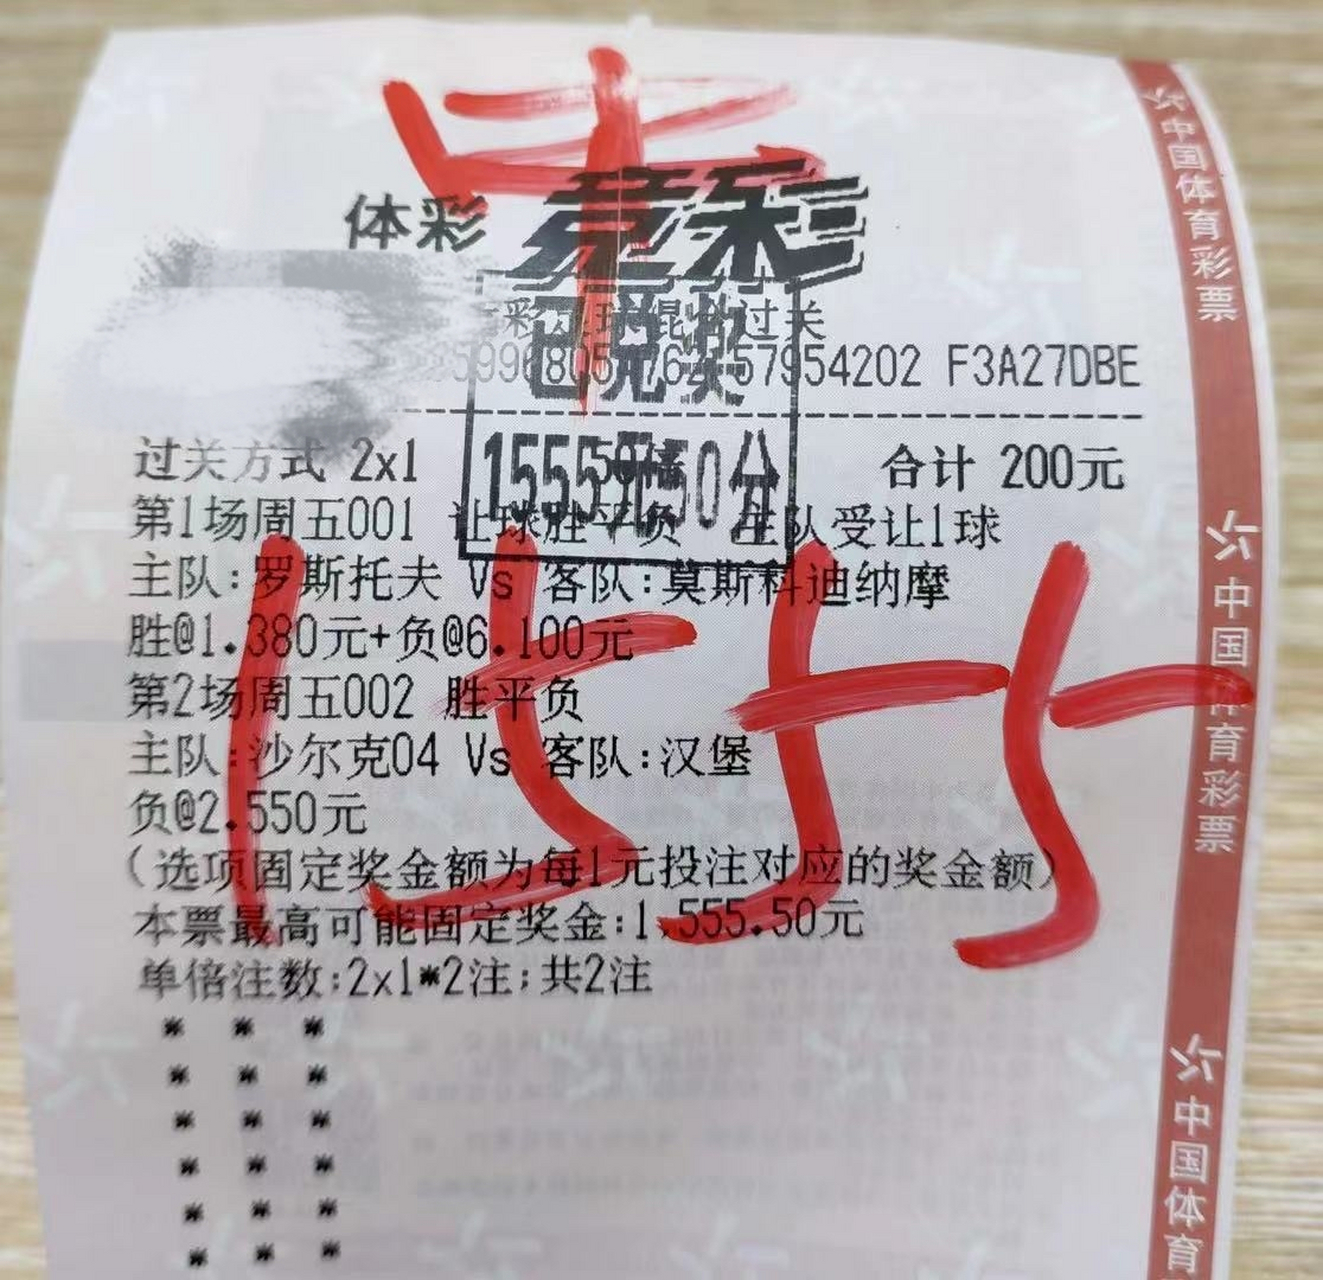 中
体彩 竞彩
过关
57954202 F3A27DBE
已兑奖
1555元50分
过关方式 2x1 50倍 合计 200元
第1场周五001 让球胜平负 主队受让1球
主队:罗斯托夫 Vs 客队:莫斯科迪纳摩
胜@1.380元+负@6.100元
第2场周五002 胜平负
主队:沙尔克04 Vs 客队:汉堡
负@2.550元
(选项固定奖金额为每1元投注对应的奖金额)
本票最高可能固定奖金:1,555.50元
单倍注数:2x1*2注;共2注
* * *
* * *
* * *
* * *
* * *
* * *
1555
中国体育彩票
中国体育彩票
中国体育